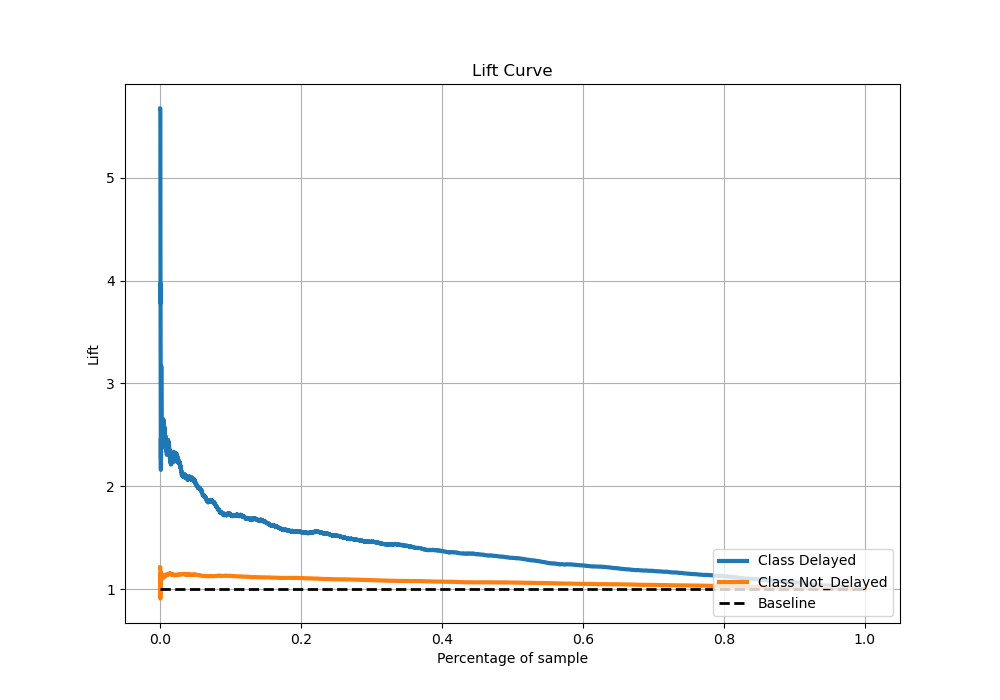 Lift Curve
5
4
3
2
1
Lift
0.0 0.2 0.4 0.6 0.8 1.0
Percentage of sample
Class Delayed
Class Not_Delayed
Baseline